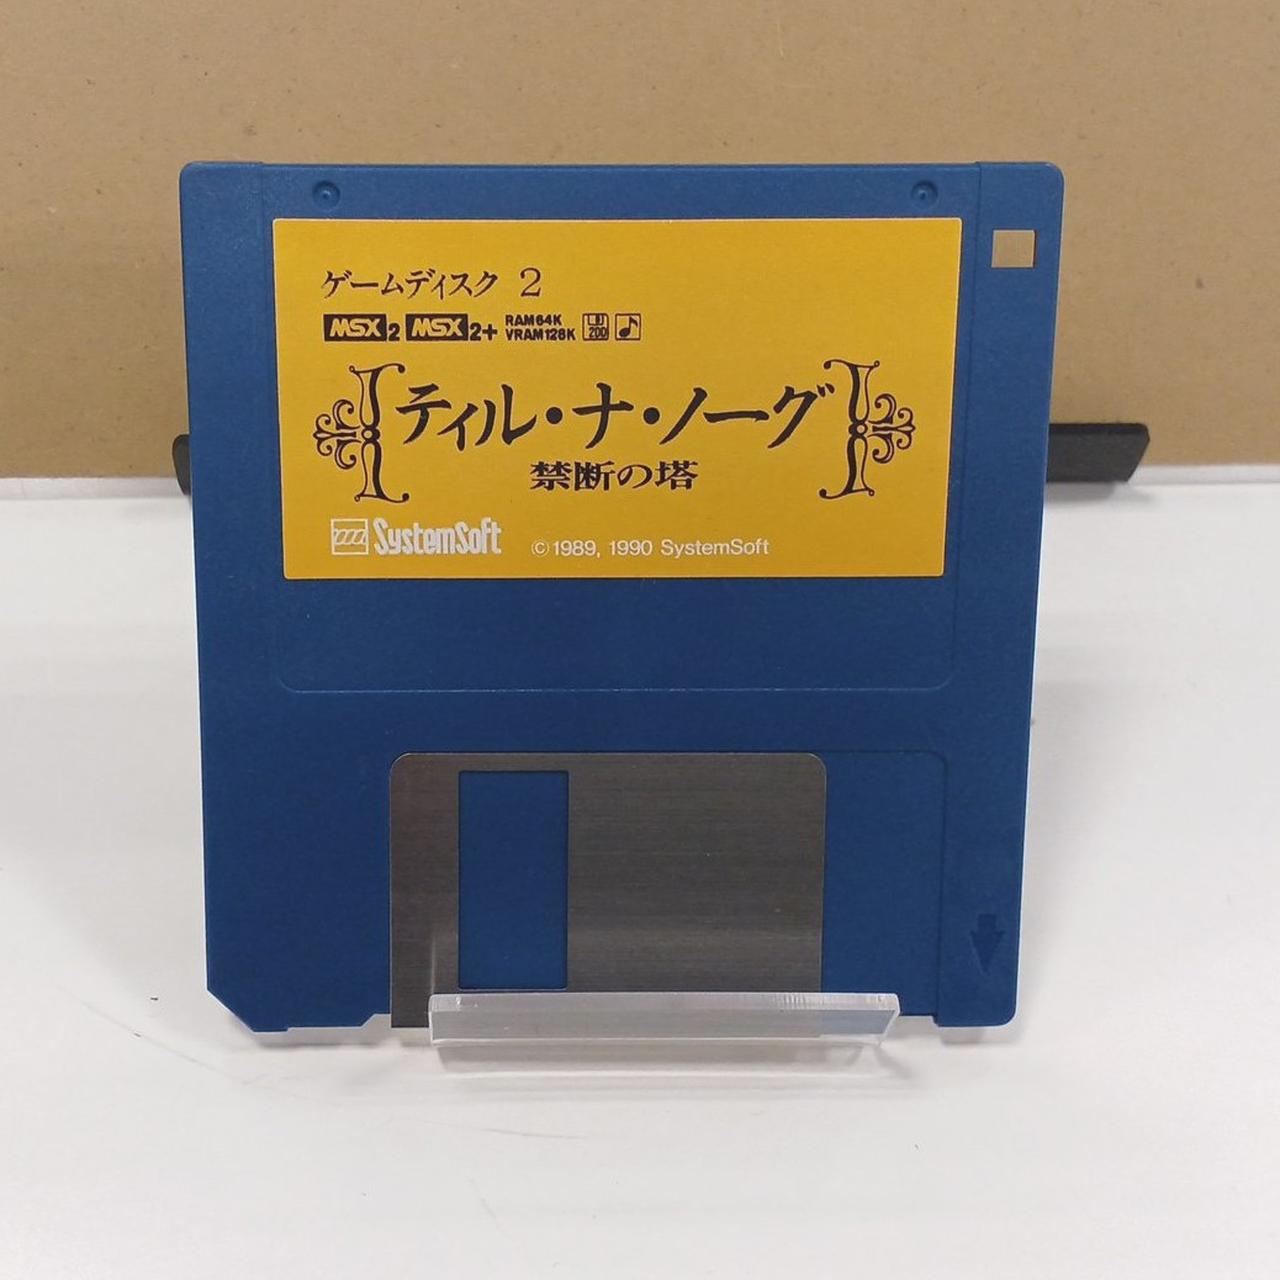 ゲームディスク 2
MSX2 MSX2+ RAM64K VRAM128K 2DD
ティル・ナ・ノーグ
禁断の塔
SystemSoft ©1989, 1990 SystemSoft